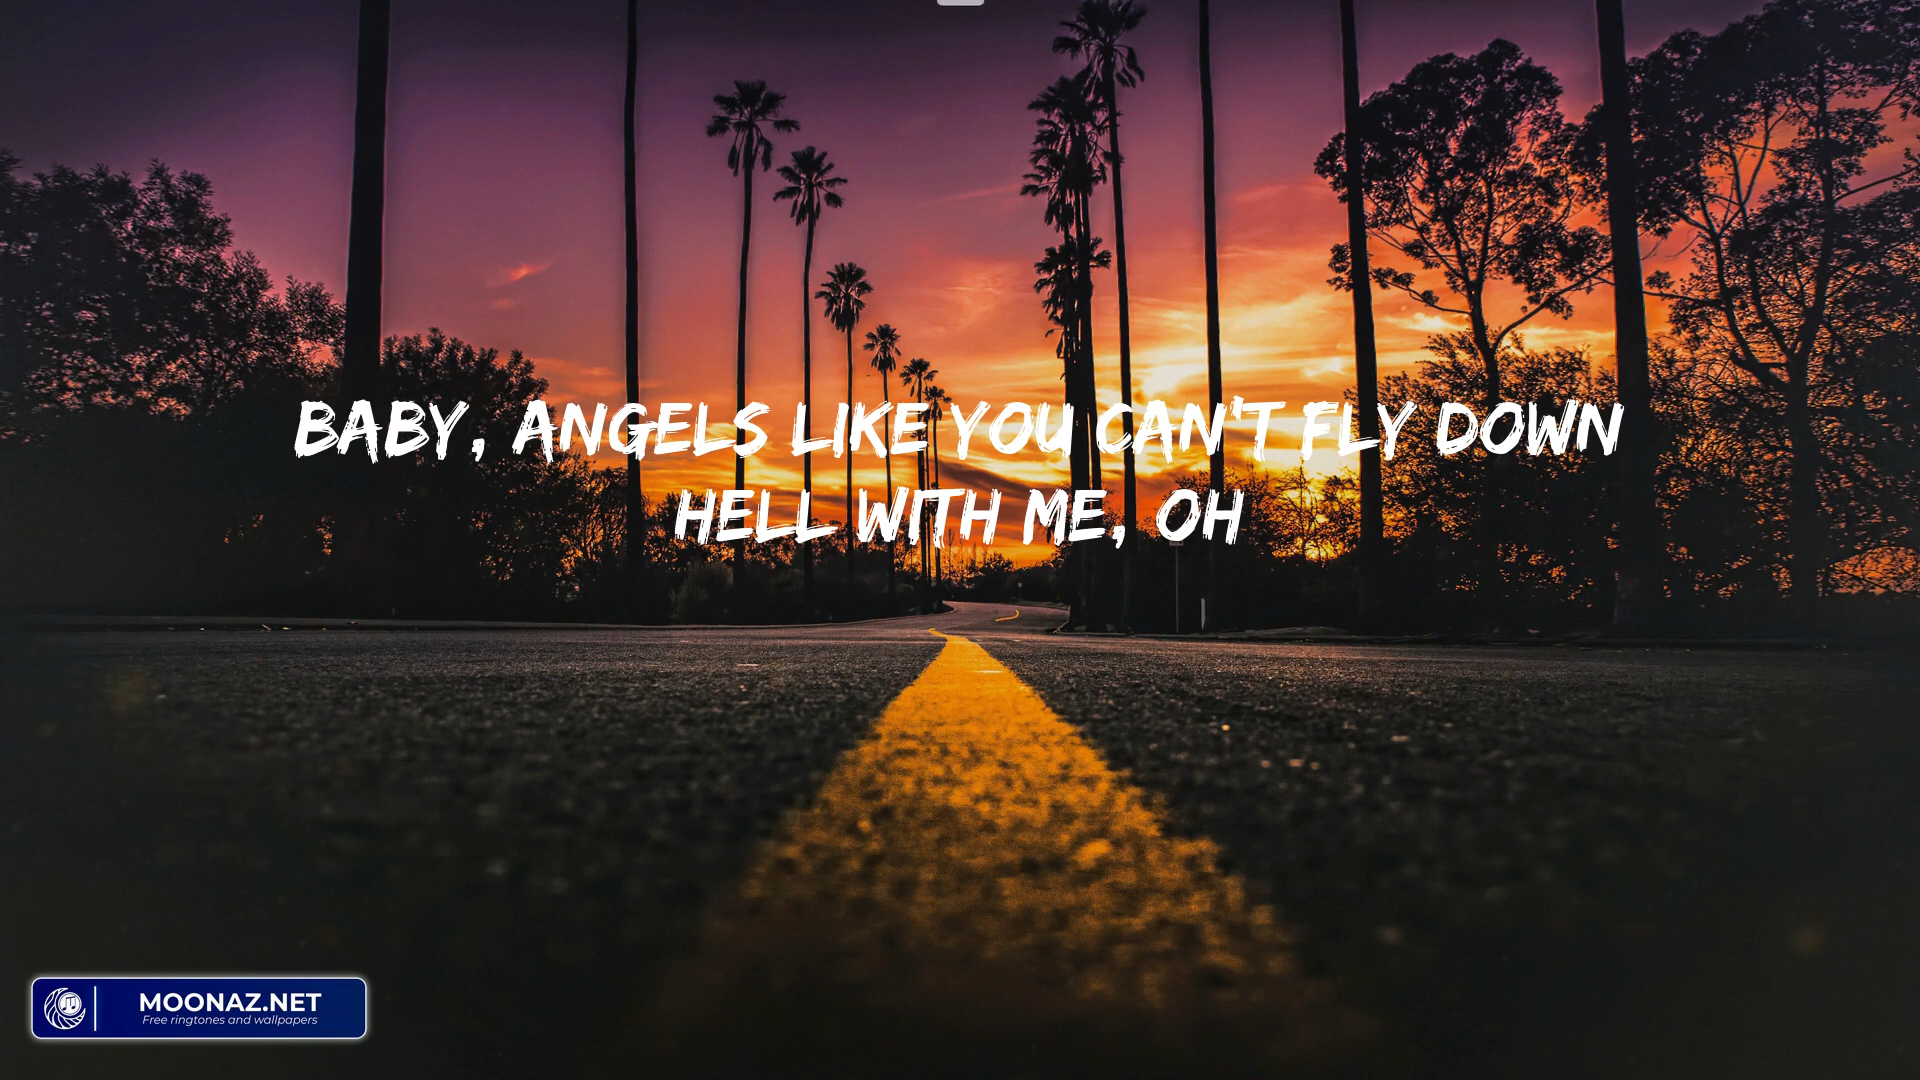 BABY, ANGELS LIKE YOU CAN'T FLY DOWN
HELL WITH ME, OH
MOONAZ.NET
Free ringtones and wallpapers